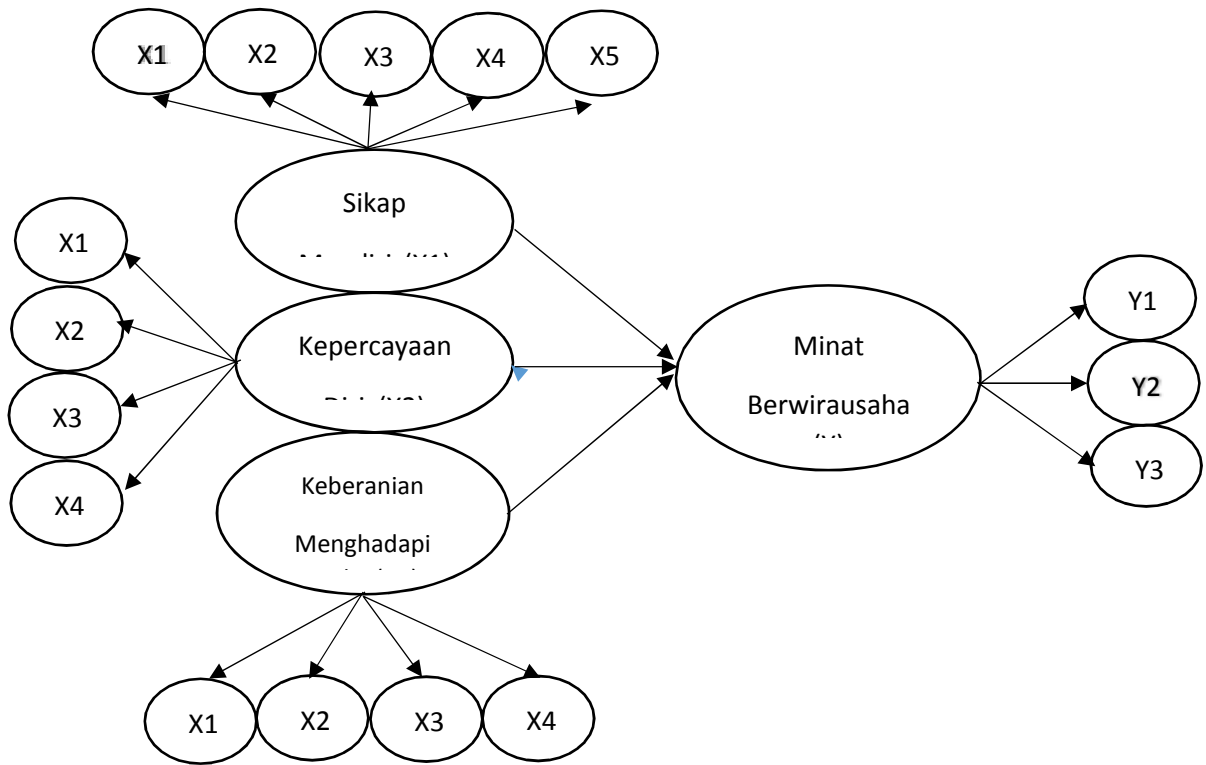 X1
X2
X3
X4
X5
Sikap
X1
X2
X3
X4
Kepercayaan
Keberanian
Menghadapi
Minat
Berwirausaha
Y1
Y2
Y3
X1
X2
X3
X4